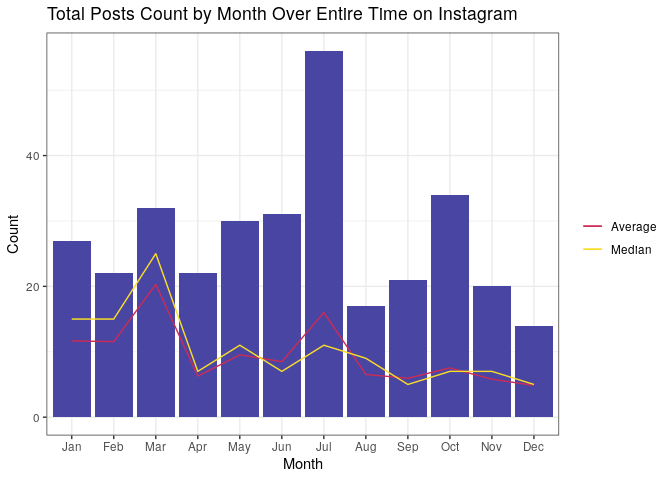 Total Posts Count by Month Over Entire Time on Instagram
Count
40
20
0
Jan Feb Mar Apr May Jun Jul Aug Sep Oct Nov Dec
Month
Average
Median